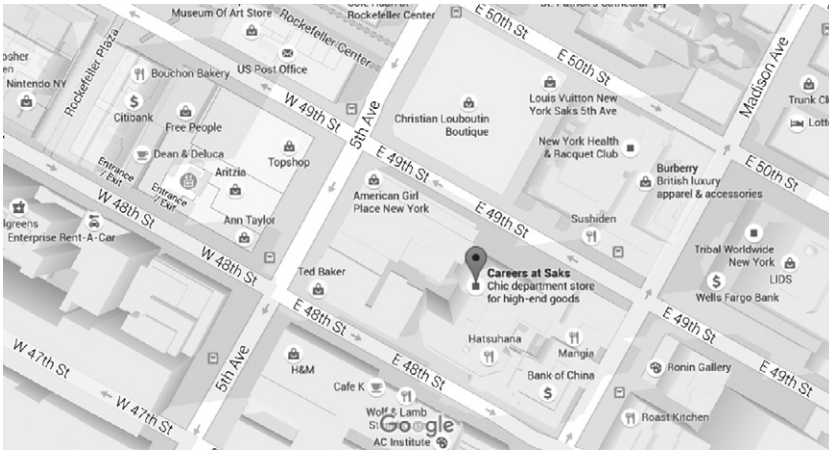 Museum Of Art Store
Rockefeller Center
Rockefeller Center
E 50th St
E 50th St
Madison Ave
Nintendo NY
Rockefeller Plaza
Bouchon Bakery
US Post Office
Citibank
Free People
W 49th St
5th Ave
Christian Louboutin
Boutique
Louis Vuitton New
York Saks 5th Ave
Trunk
New York Health
& Racquet Club
Dean & Deluca
Topshop
Entrance
/ Exit
Entrance
/ Exit
Aritzia
E 49th St
American Girl
Place New York
Burberry
British luxury
apparel & accessories
E 50th St
W 48th St
Ann Taylor
E 49th St
Sushiden
Enterprise Rent-A-Car
W 48th St
Tribal Worldwide
New York
LIDS
Ted Baker
Careers at Saks
Chic department store
for high-end goods
Wells Fargo Bank
E 48th St
E 49th St
Hatsuhana
Mangia
W 47th St
5th Ave
H&M
E 48th St
Bank of China
Ronin Gallery
E 49th St
Cafe K
W 47th St
Wolf & Lamb
Roast Kitchen
Google
AC Institute